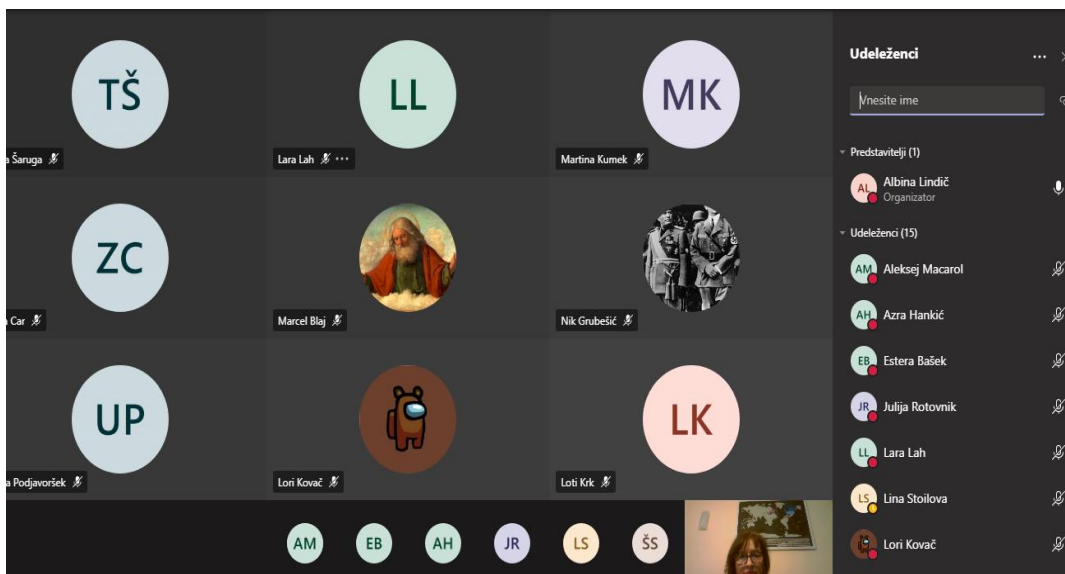 TŠ
LL
MK
a Šaruga
Lara Lah
Martina Kumek
ZC
a Car
Marcel Blaj
Nik Grubešić
UP
a Podjavoršek
Lori Kovač
LK
Loti Krk
AM
EB
AH
JR
LS
ŠS
Udeleženci
Vnesite ime
Predstavitelji (1)
AL
Albina Lindič
Organizator
Udeleženci (15)
AM
Aleksej Macarol
AH
Azra Hankić
EB
Estera Bašek
JR
Julija Rotovnik
LL
Lara Lah
LS
Lina Stoilova
Lori Kovač